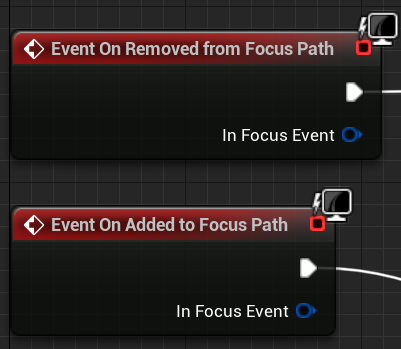 Event On Removed from Focus Path
In Focus Event
Event On Added to Focus Path
In Focus Event